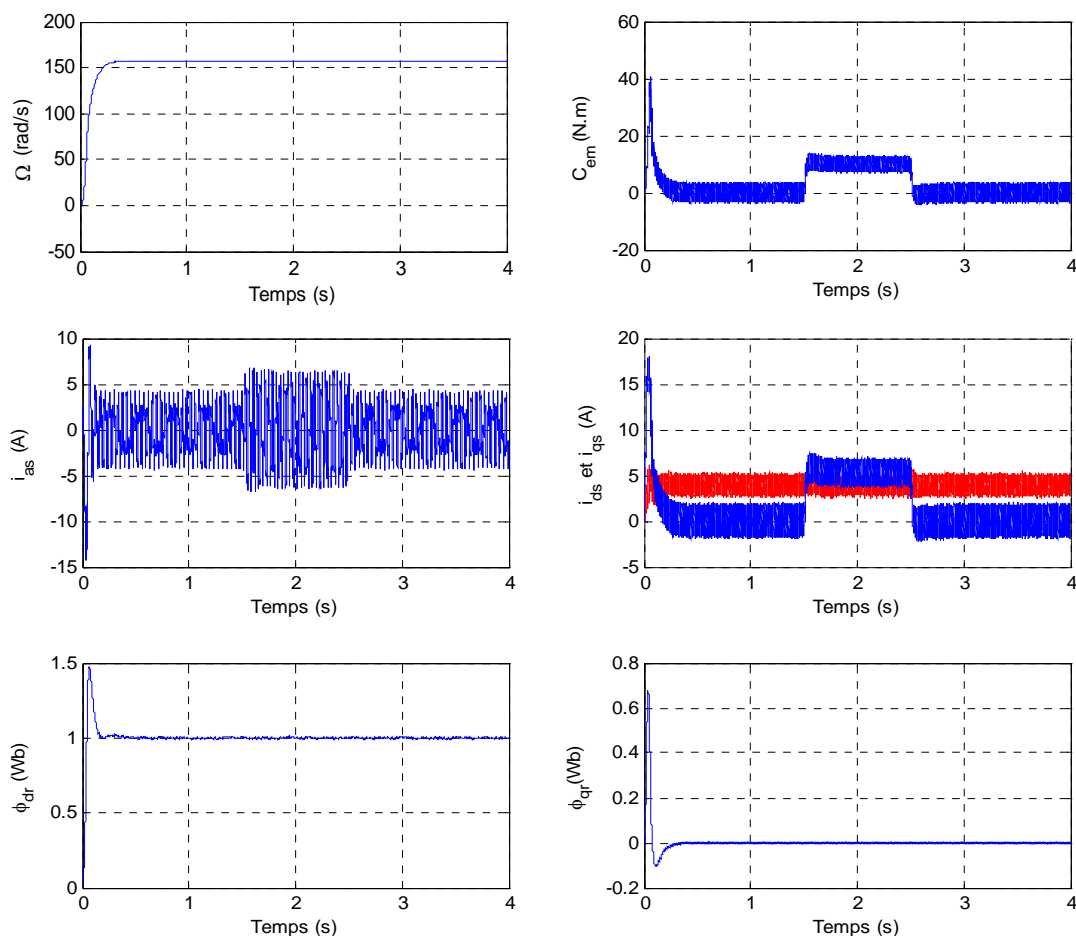 200
150
100
50
0
-50
Ω (rad/s)
0 1 2 3 4
Temps (s)
60
40
20
0
-20
C_em (N.m)
0 1 2 3 4
Temps (s)
10
5
0
-5
-10
-15
i_as (A)
0 1 2 3 4
Temps (s)
20
15
10
5
0
-5
i_ds et i_qs (A)
0 1 2 3 4
Temps (s)
1.5
1
0.5
0
ϕ_dr (Wb)
0 1 2 3 4
Temps (s)
0.8
0.6
0.4
0.2
0
-0.2
ϕ_qr(Wb)
0 1 2 3 4
Temps (s)